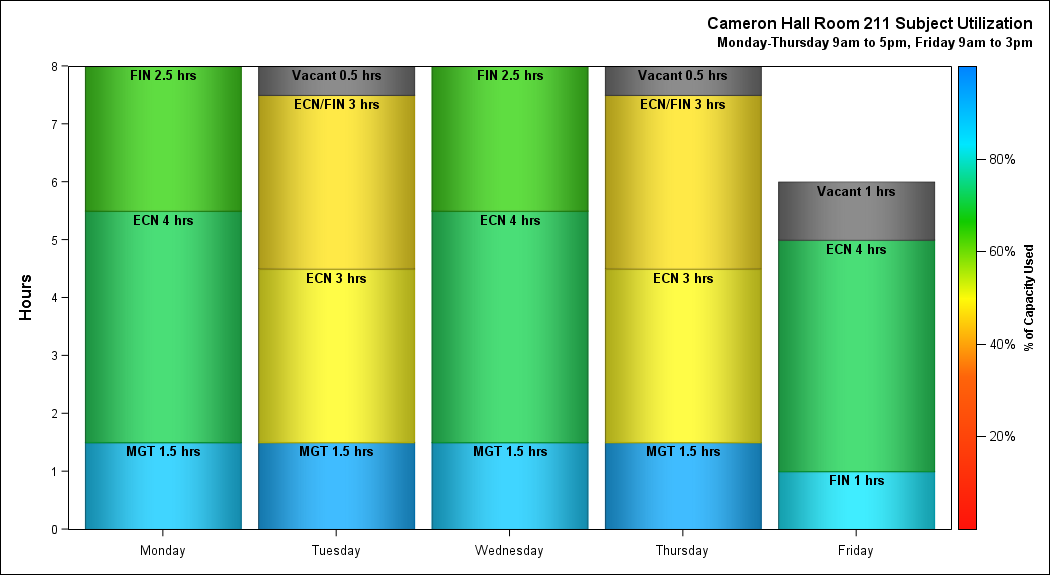 Cameron Hall Room 211 Subject Utilization
Monday-Thursday 9am to 5pm, Friday 9am to 3pm
Hours
8
7
6
5
4
3
2
1
0
FIN 2.5 hrs
ECN 4 hrs
MGT 1.5 hrs
Vacant 0.5 hrs
ECN/FIN 3 hrs
ECN 3 hrs
MGT 1.5 hrs
FIN 2.5 hrs
ECN 4 hrs
MGT 1.5 hrs
Vacant 0.5 hrs
ECN/FIN 3 hrs
ECN 3 hrs
MGT 1.5 hrs
Vacant 1 hrs
ECN 4 hrs
FIN 1 hrs
Monday
Tuesday
Wednesday
Thursday
Friday
80%
60%
40%
20%
% of Capacity Used